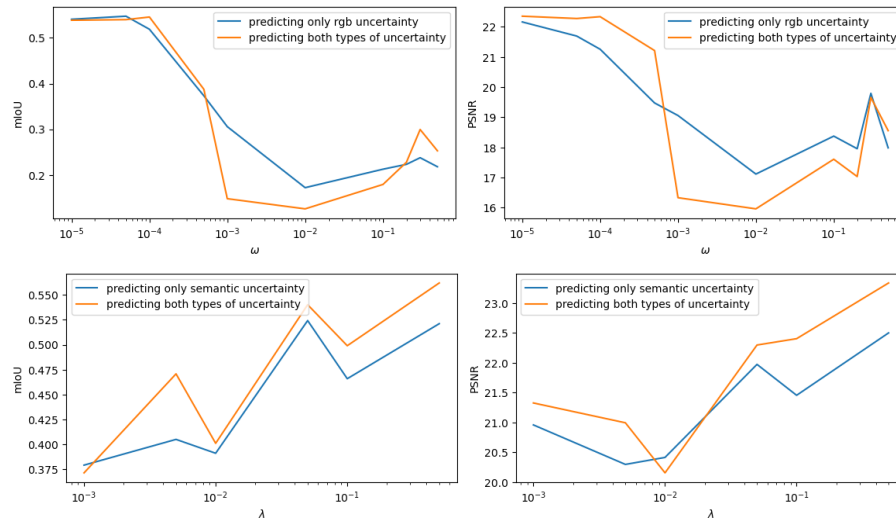 predicting only rgb uncertainty
predicting both types of uncertainty
mIoU
0.5
0.4
0.3
0.2
10⁻⁵ 10⁻⁴ 10⁻³ 10⁻² 10⁻¹
ω
predicting only rgb uncertainty
predicting both types of uncertainty
PSNR
22
21
20
19
18
17
16
10⁻⁵ 10⁻⁴ 10⁻³ 10⁻² 10⁻¹
ω
predicting only semantic uncertainty
predicting both types of uncertainty
mIoU
0.550
0.525
0.500
0.475
0.450
0.425
0.400
0.375
10⁻³ 10⁻² 10⁻¹
λ
predicting only semantic uncertainty
predicting both types of uncertainty
PSNR
23.0
22.5
22.0
21.5
21.0
20.5
20.0
10⁻³ 10⁻² 10⁻¹
λ